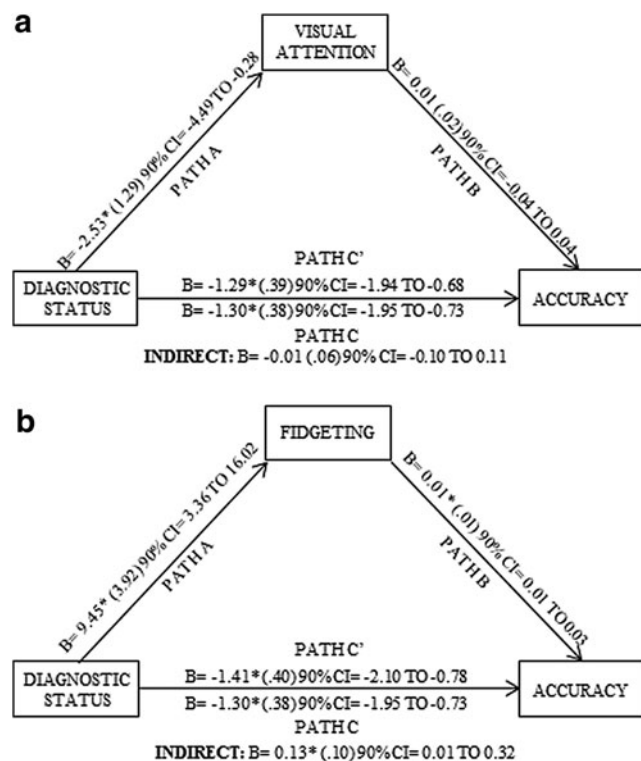 a
VISUAL
ATTENTION
B= -2.53* (1.29) 90% CI= -4.49 TO -0.28
PATH A
B= 0.01 (.02) 90% CI= -0.04 TO 0.04
PATH B
PATH C'
B= -1.29* (.39) 90% CI= -1.94 TO -0.68
B= -1.30* (.38) 90% CI= -1.95 TO -0.73
PATH C
DIAGNOSTIC
STATUS
ACCURACY
INDIRECT: B= -0.01 (.06) 90% CI= -0.10 TO 0.11
b
FIDGETING
B= 9.45* (3.92) 90% CI= 3.36 TO 16.02
PATH A
B= 0.01* (.01) 90% CI= 0.01 TO 0.03
PATH B
PATH C'
B= -1.41* (.40) 90% CI= -2.10 TO -0.78
B= -1.30* (.38) 90% CI= -1.95 TO -0.73
PATH C
DIAGNOSTIC
STATUS
ACCURACY
INDIRECT: B= 0.13* (.10) 90% CI= 0.01 TO 0.32